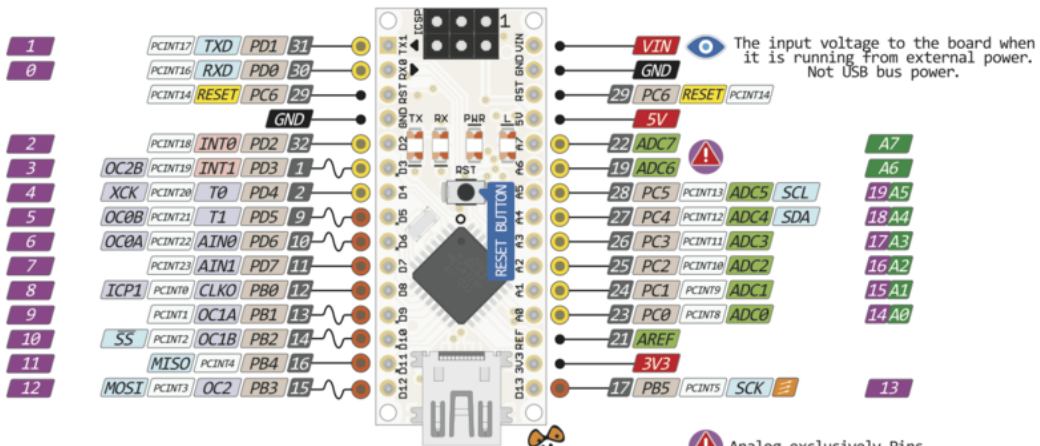 1 PCINT17 TXD PD1 31 TX1 ICSP 1 VIN VIN The input voltage to the board when
it is running from external power.
Not USB bus power.
0 PCINT16 RXD PD0 30 RX0 GND GND
PCINT14 RESET PC6 29 RST RST 29 PC6 RESET PCINT14
GND GND TX RX PWR L 5V 5V
2 PCINT18 INT0 PD2 32 D2 A7 22 ADC7 A7
3 OC2B PCINT19 INT1 PD3 1 D3 RST A6 19 ADC6 A6
4 XCK PCINT20 T0 PD4 2 D4 A5 28 PC5 PCINT13 ADC5 SCL 19 A5
5 OC0B PCINT21 T1 PD5 9 D5 A4 27 PC4 PCINT12 ADC4 SDA 18 A4
6 OC0A PCINT22 AIN0 PD6 10 D6 A3 26 PC3 PCINT11 ADC3 17 A3
RESET BUTTON
7 PCINT23 AIN1 PD7 11 D7 A2 25 PC2 PCINT10 ADC2 16 A2
8 ICP1 PCINT0 CLKO PB0 12 D8 A1 24 PC1 PCINT9 ADC1 15 A1
9 PCINT1 OC1A PB1 13 D9 A0 23 PC0 PCINT8 ADC0 14 A0
10 SS PCINT2 OC1B PB2 14 D10 REF 21 AREF
11 MISO PCINT4 PB4 16 D11 3V3 3V3
12 MOSI PCINT3 OC2 PB3 15 D12 D13 17 PB5 PCINT5 SCK 13
Analog exclusively Pins